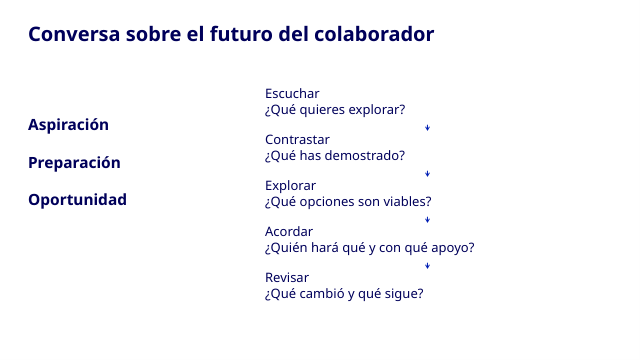 Conversa sobre el futuro del colaborador
Aspiración
Preparación
Oportunidad
Escuchar
¿Qué quieres explorar?
Contrastar
¿Qué has demostrado?
Explorar
¿Qué opciones son viables?
Acordar
¿Quién hará qué y con qué apoyo?
Revisar
¿Qué cambió y qué sigue?